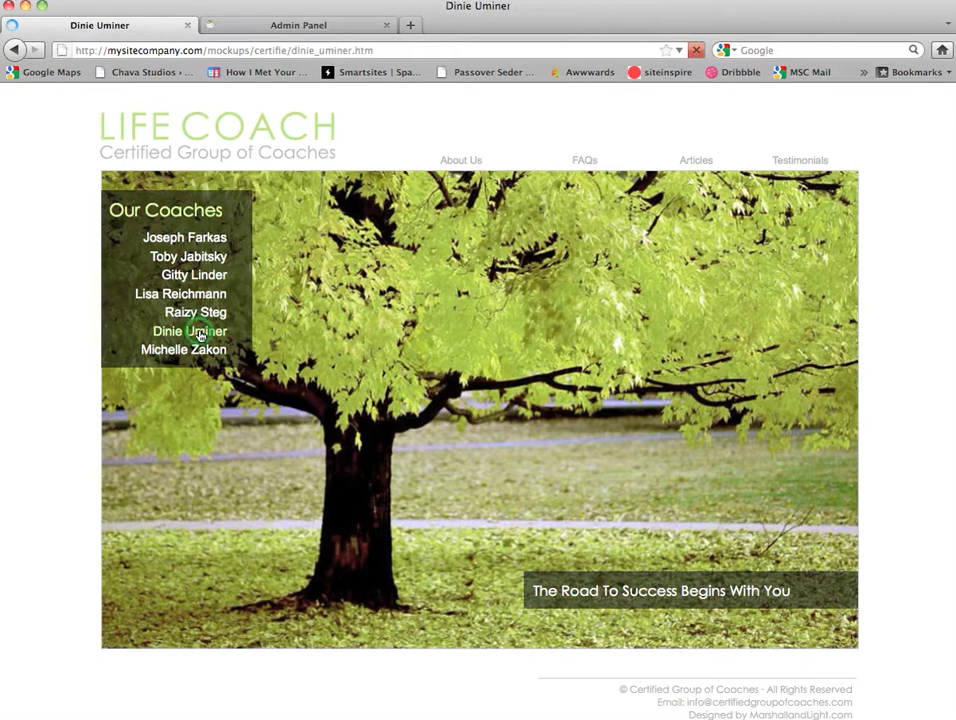 Dinie Uminer
Dinie Uminer
Admin Panel
http://mysitecompany.com/mockups/certifie/dinie_uminer.htm
Google
Google Maps
Chava Studios › ...
How I Met Your ...
Smartsites | Spa...
Passover Seder ...
Awwwards
siteinspire
Dribbble
MSC Mail
Bookmarks
LIFE COACH
Certified Group of Coaches
About Us
FAQs
Articles
Testimonials
Our Coaches
Joseph Farkas
Toby Jabitsky
Gitty Linder
Lisa Reichmann
Raizy Steg
Dinie Uminer
Michelle Zakon
The Road To Success Begins With You
© Certified Group of Coaches · All Rights Reserved
Email: info@certifiedgroupofcoaches.com
Designed by MarshallandLight.com